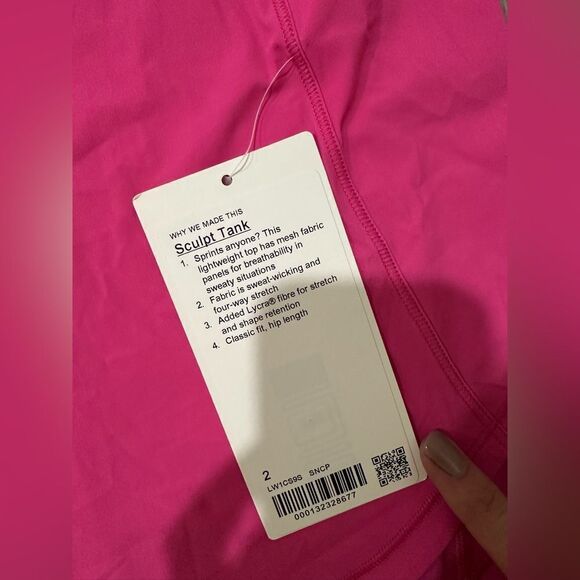 WHY WE MADE THIS
Sculpt Tank
1. Sprints anyone? This
lightweight top has mesh fabric
panels for breathability in
sweaty situations
2. Fabric is sweat-wicking and
four-way stretch
3. Added Lycra® fibre for stretch
and shape retention
4. Classic fit, hip length
2
LW1CS9S SNCP
000132328677